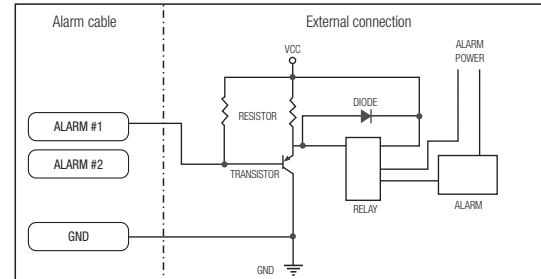 Alarm cable
External connection
VCC
ALARM
POWER
DIODE
RESISTOR
ALARM #1
ALARM #2
TRANSISTOR
RELAY
ALARM
GND
GND